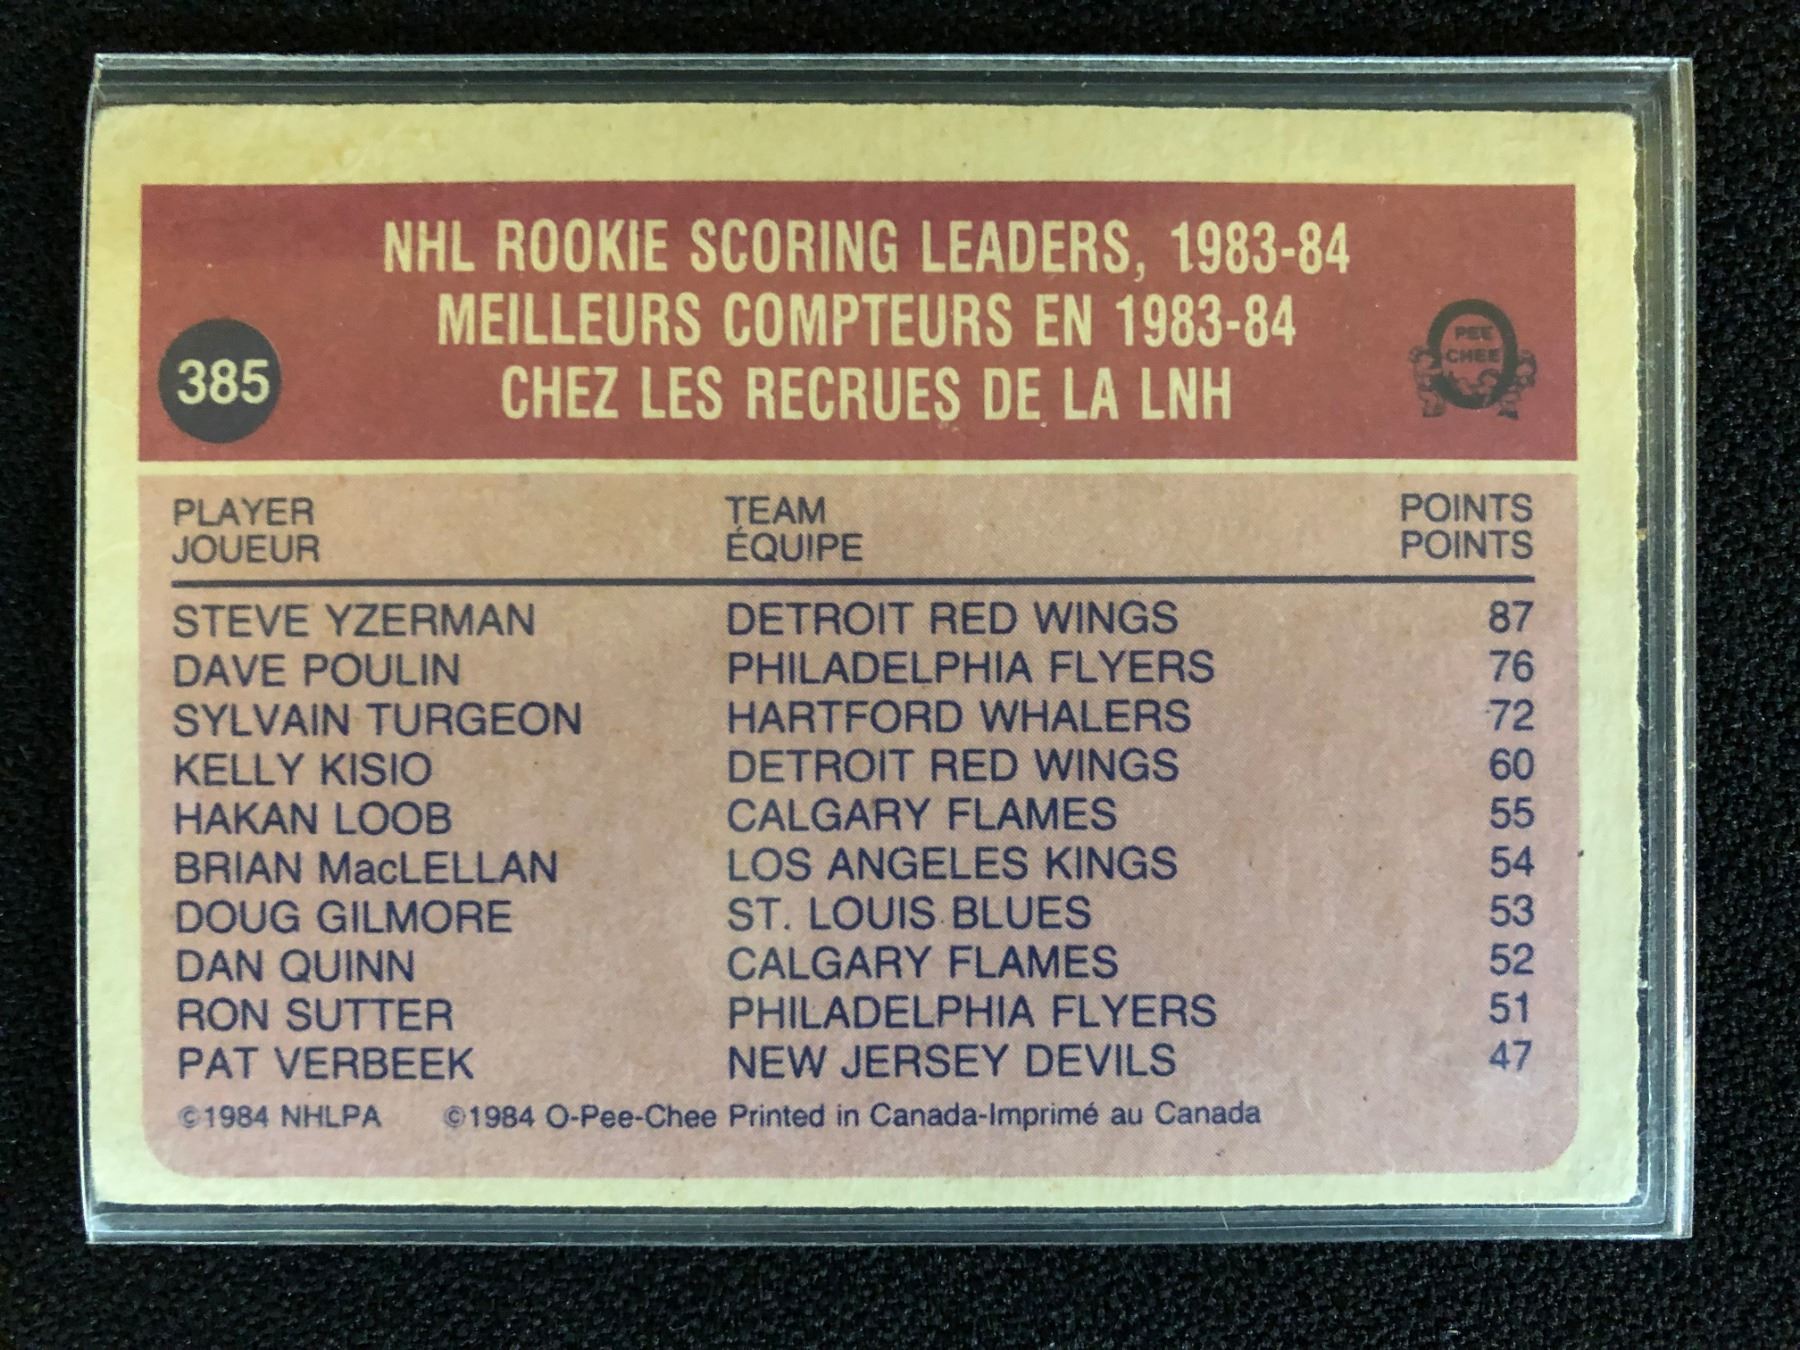 NHL ROOKIE SCORING LEADERS, 1983-84
MEILLEURS COMPTEURS EN 1983-84
CHEZ LES RECRUES DE LA LNH
385
O
PEE
CHEE
PLAYER TEAM POINTS
JOUEUR ÉQUIPE POINTS
STEVE YZERMAN DETROIT RED WINGS 87
DAVE POULIN PHILADELPHIA FLYERS 76
SYLVAIN TURGEON HARTFORD WHALERS 72
KELLY KISIO DETROIT RED WINGS 60
HAKAN LOOB CALGARY FLAMES 55
BRIAN MacLELLAN LOS ANGELES KINGS 54
DOUG GILMORE ST. LOUIS BLUES 53
DAN QUINN CALGARY FLAMES 52
RON SUTTER PHILADELPHIA FLYERS 51
PAT VERBEEK NEW JERSEY DEVILS 47
©1984 NHLPA ©1984 O-Pee-Chee Printed in Canada-Imprimé au Canada